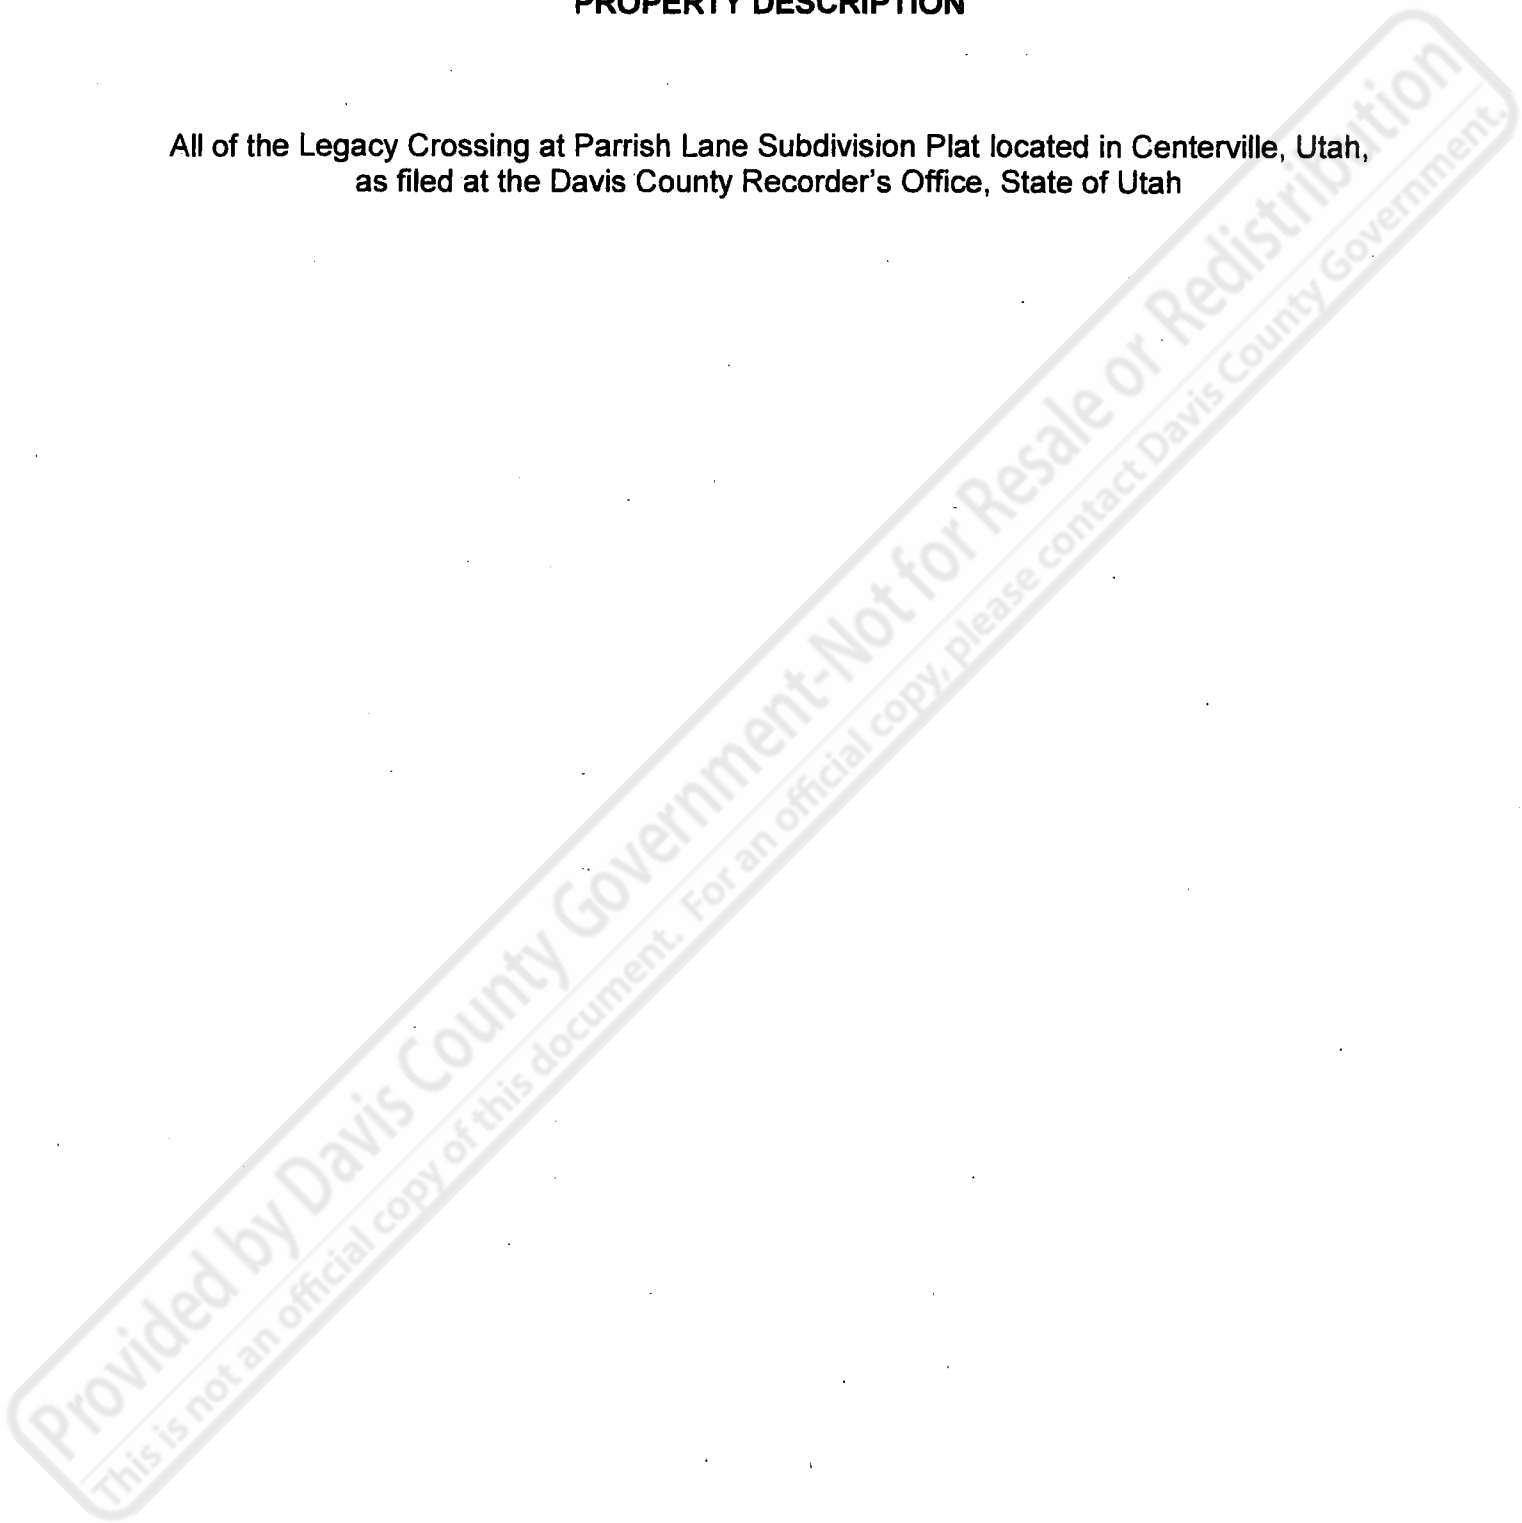 PROPERTY DESCRIPTION
All of the Legacy Crossing at Parrish Lane Subdivision Plat located in Centerville, Utah,
as filed at the Davis County Recorder's Office, State of Utah
Provided by Davis County Government-Not for Resale or Redistribution
This is not an official copy of this document. For an official copy, please contact Davis County Government.